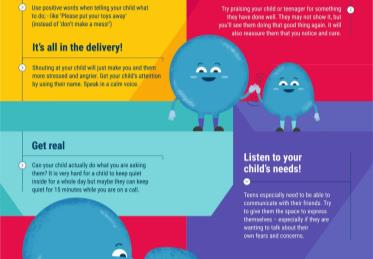 Use positive words when telling your child what
to do; - like 'Please put your toys away'
(instead of 'don't make a mess!')
Try praising your child or teenager for something
they have done well. They may not show it, but
you'll see them doing that good thing again. It will
also reassure them that you notice and care.
It's all in the delivery!
Shouting at your child will just make you and them
more stressed and angrier. Get your child's attention
by using their name. Speak in a calm voice.
Get real
Can your child actually do what you are asking
them? It is very hard for a child to keep quiet
inside for a whole day but maybe they can keep
quiet for 15 minutes while you are on a call.
Listen to your
child's needs!
Teens especially need to be able to
communicate with their friends. Try
to give them the space to express
themselves – especially if they are
wanting to talk about their
own fears and concerns.